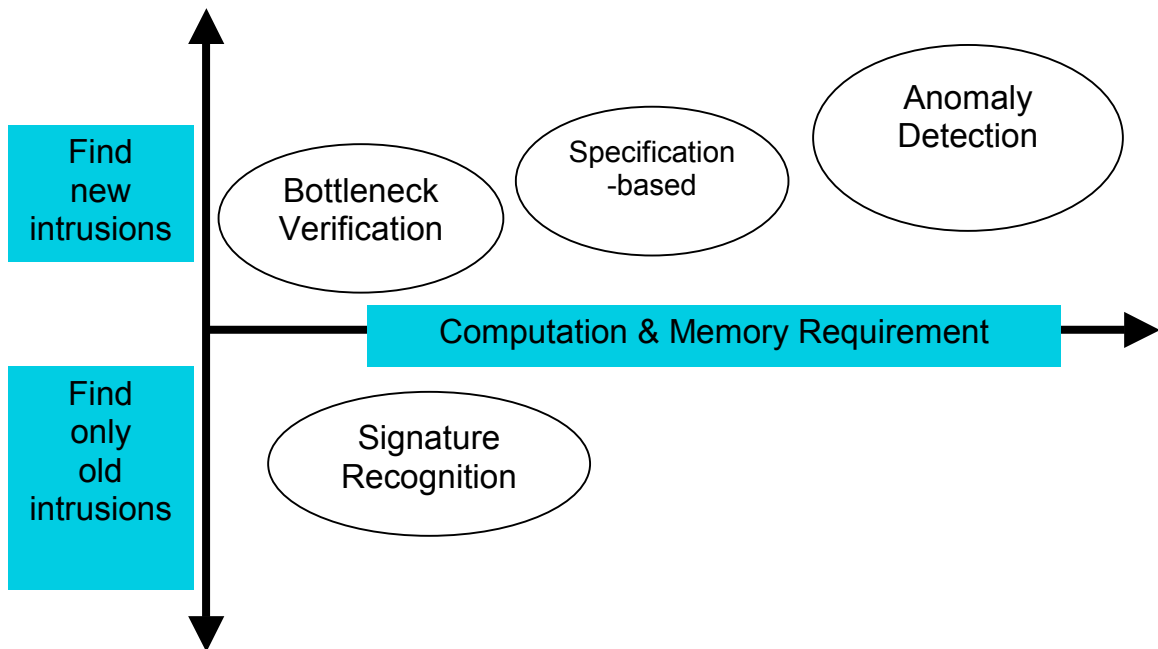 Find
new
intrusions
Bottleneck
Verification
Specification
-based
Anomaly
Detection
Computation & Memory Requirement
Find
only
old
intrusions
Signature
Recognition